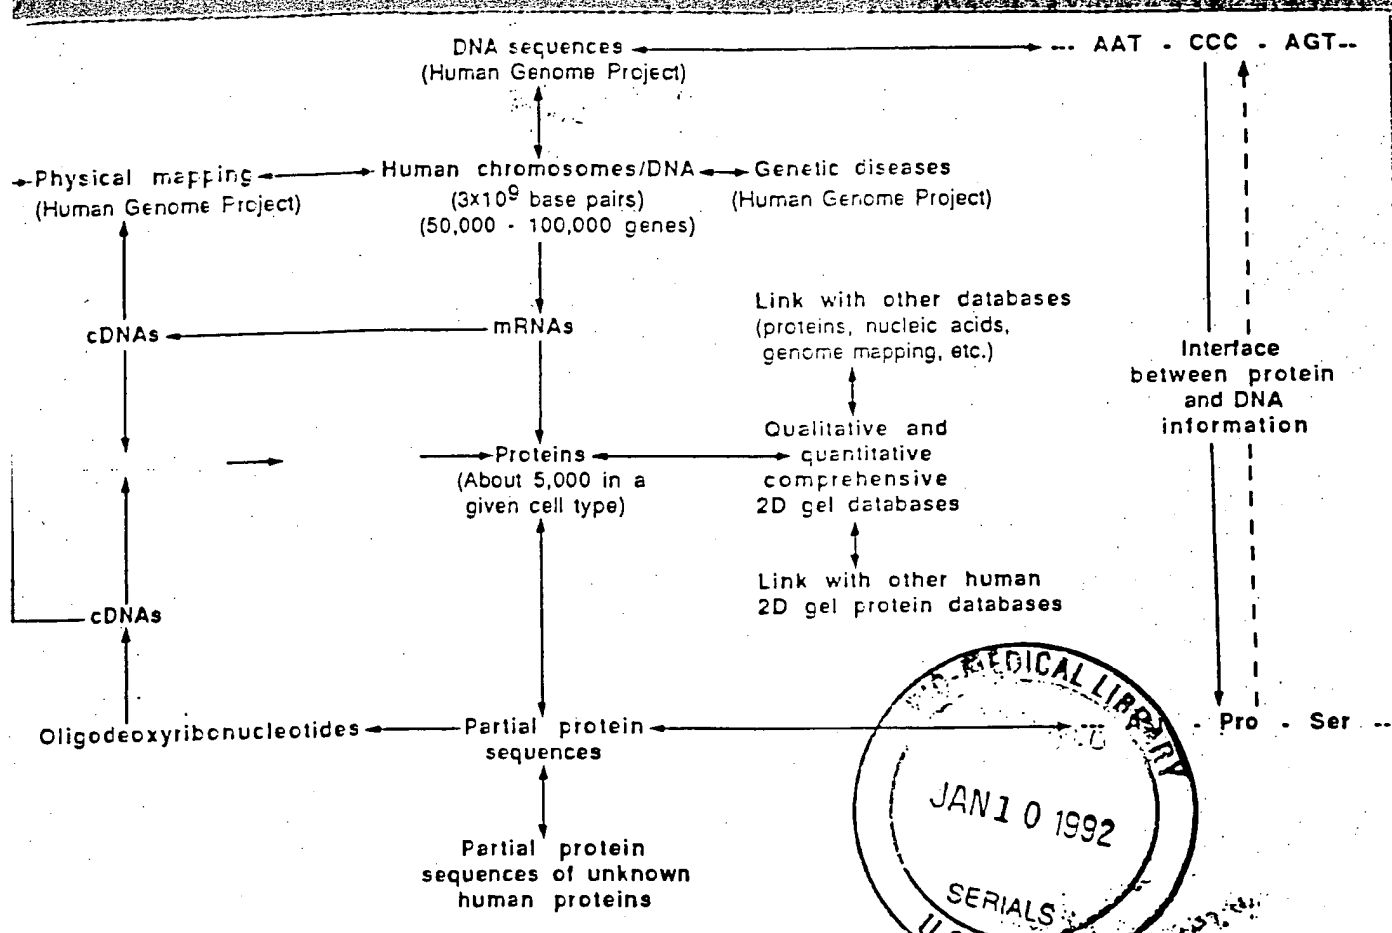 DNA sequences
(Human Genome Project)
--- AAT - CCC - AGT--
Physical mapping
(Human Genome Project)
Human chromosomes/DNA
(3x10⁹ base pairs)
(50,000 - 100,000 genes)
Genetic diseases
(Human Genome Project)
cDNAs
mRNAs
Link with other databases
(proteins, nucleic acids,
genome mapping, etc.)
Interface
between protein
and DNA
information
Proteins
(About 5,000 in a
given cell type)
Qualitative and
quantitative
comprehensive
2D gel databases
Link with other human
2D gel protein databases
cDNAs
Oligodeoxyribonucleotides
Partial protein
sequences
--- - Pro - Ser --
Partial protein
sequences of unknown
human proteins
MEDICAL LIBRARY
JAN 10 1992
SERIALS